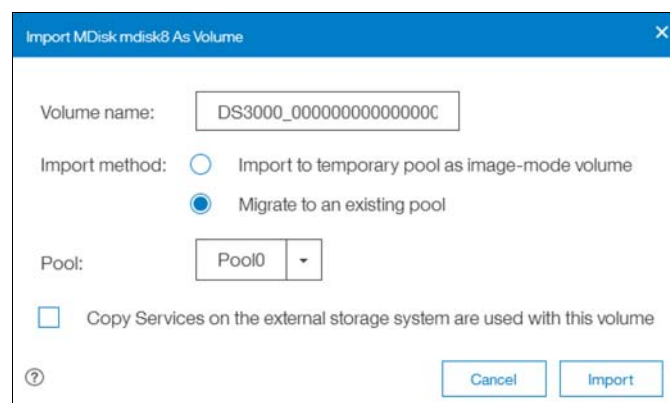 Import MDisk mdisk8 As Volume
Volume name: DS3000_000000000000000C
Import method: Import to temporary pool as image-mode volume
Migrate to an existing pool
Pool: Pool0
Copy Services on the external storage system are used with this volume
? Cancel Import